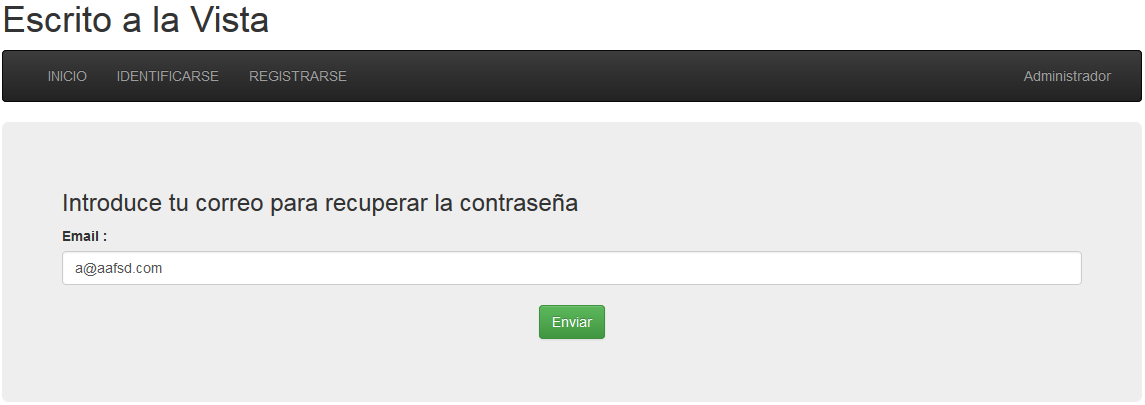 Escrito a la Vista
INICIO IDENTIFICARSE REGISTRARSE Administrador
Introduce tu correo para recuperar la contraseña
Email :
a@aafsd.com
Enviar